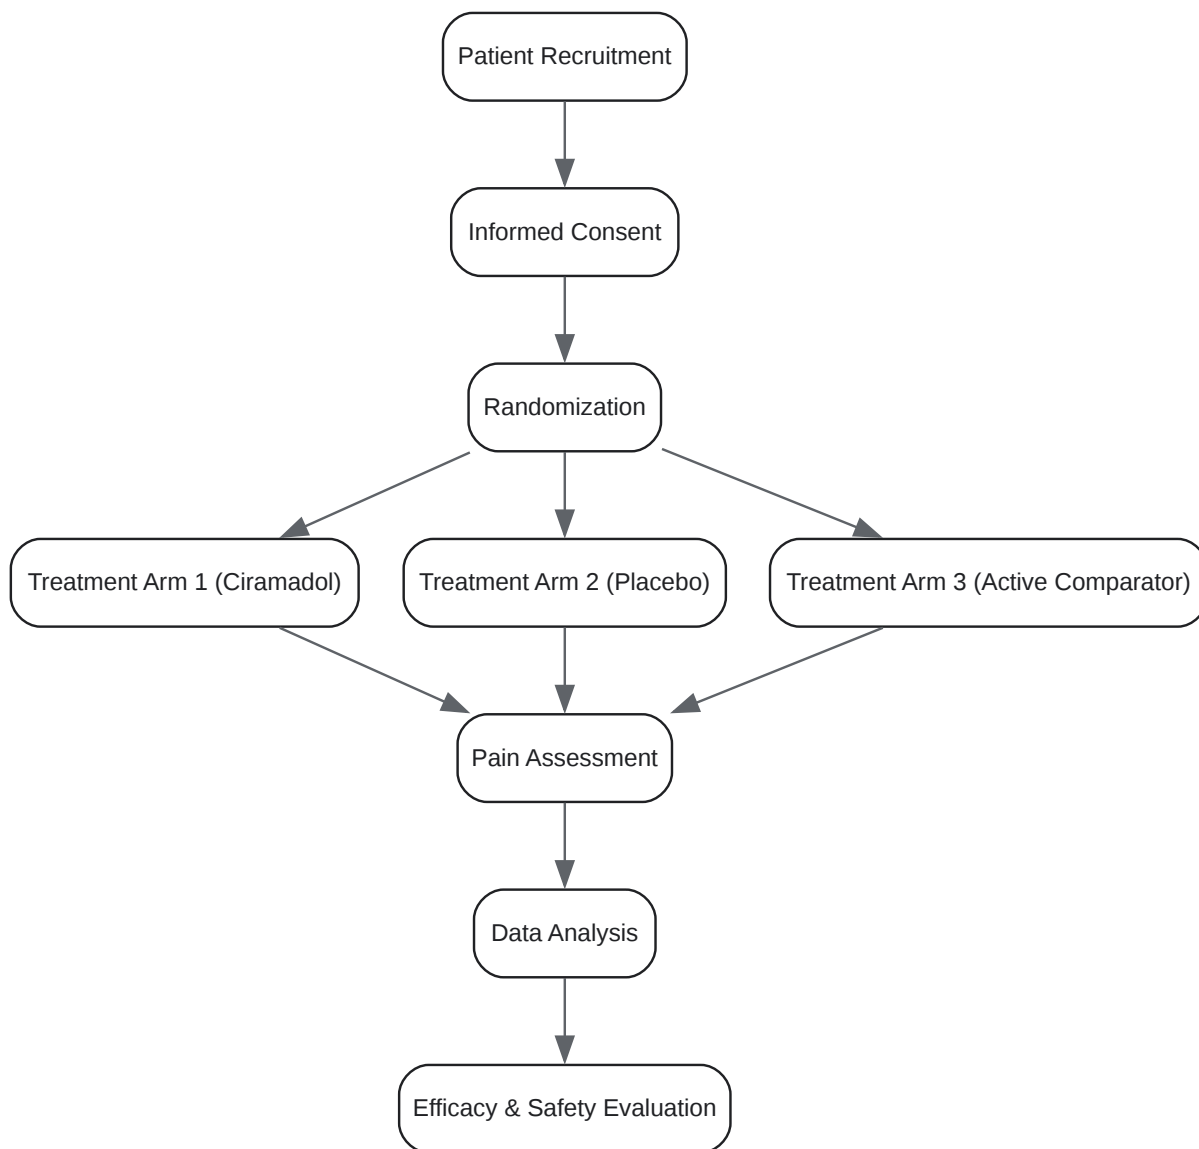 Patient Recruitment
Informed Consent
Randomization
Treatment Arm 1 (Ciramadol)
Treatment Arm 2 (Placebo)
Treatment Arm 3 (Active Comparator)
Pain Assessment
Data Analysis
Efficacy & Safety Evaluation